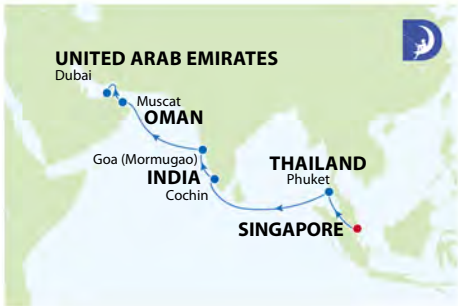 UNITED ARAB EMIRATES
Dubai
Muscat
OMAN
Goa (Mormugao)
INDIA
Cochin
THAILAND
Phuket
SINGAPORE